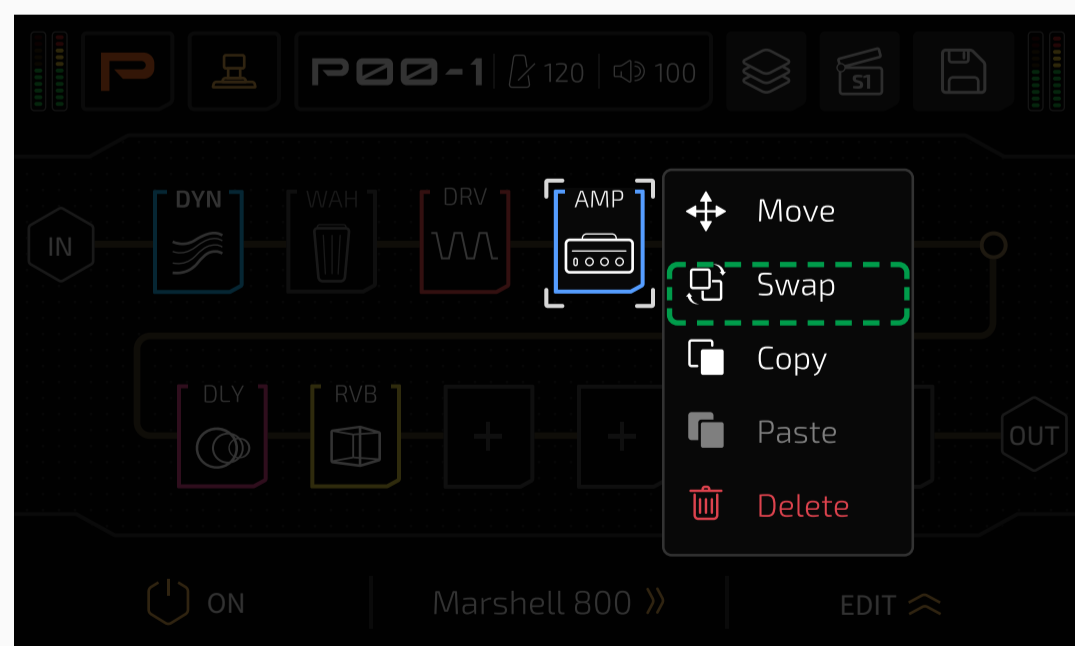 P00-1 120 100 S1
DYN WAH DRV AMP
IN
DLY RVB
OUT
Move
Swap
Copy
Paste
Delete
ON Marshell 800 EDIT